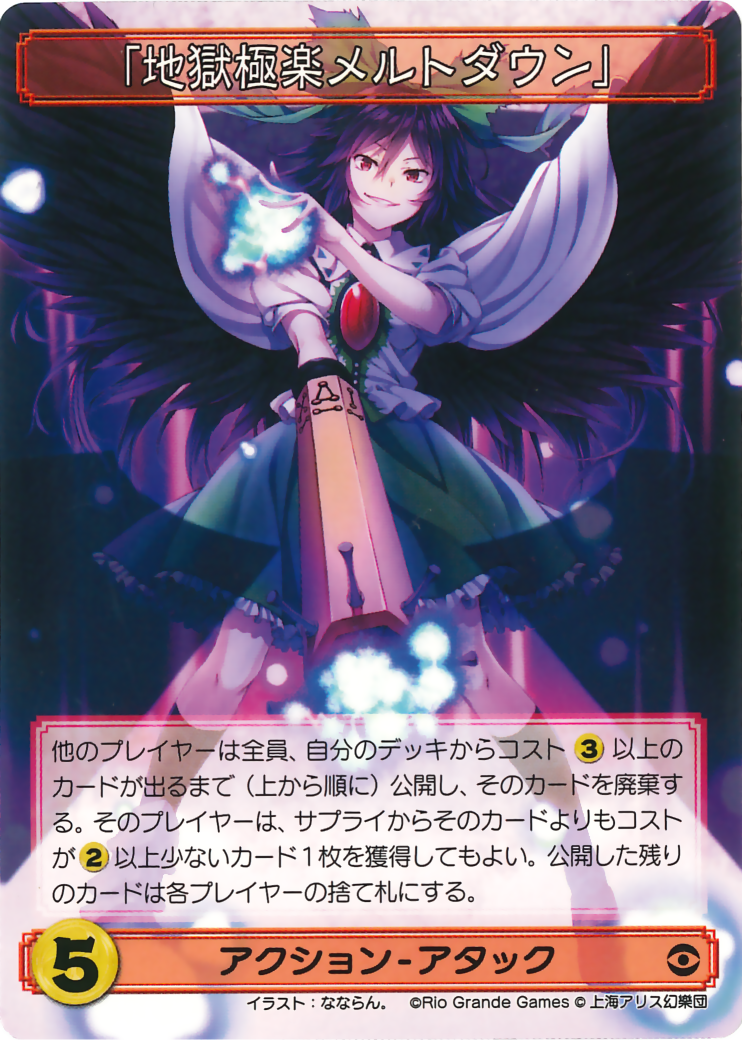 「地獄極楽メルトダウン」
他のプレイヤーは全員、自分のデッキからコスト3以上の
カードが出るまで（上から順に）公開し、そのカードを廃棄す
る。そのプレイヤーは、サプライからそのカードよりもコスト
が2以上少ないカード1枚を獲得してもよい。公開した残り
のカードは各プレイヤーの捨て札にする。
5 アクション-アタック
イラスト：なならん。 ©Rio Grande Games © 上海アリス幻樂団